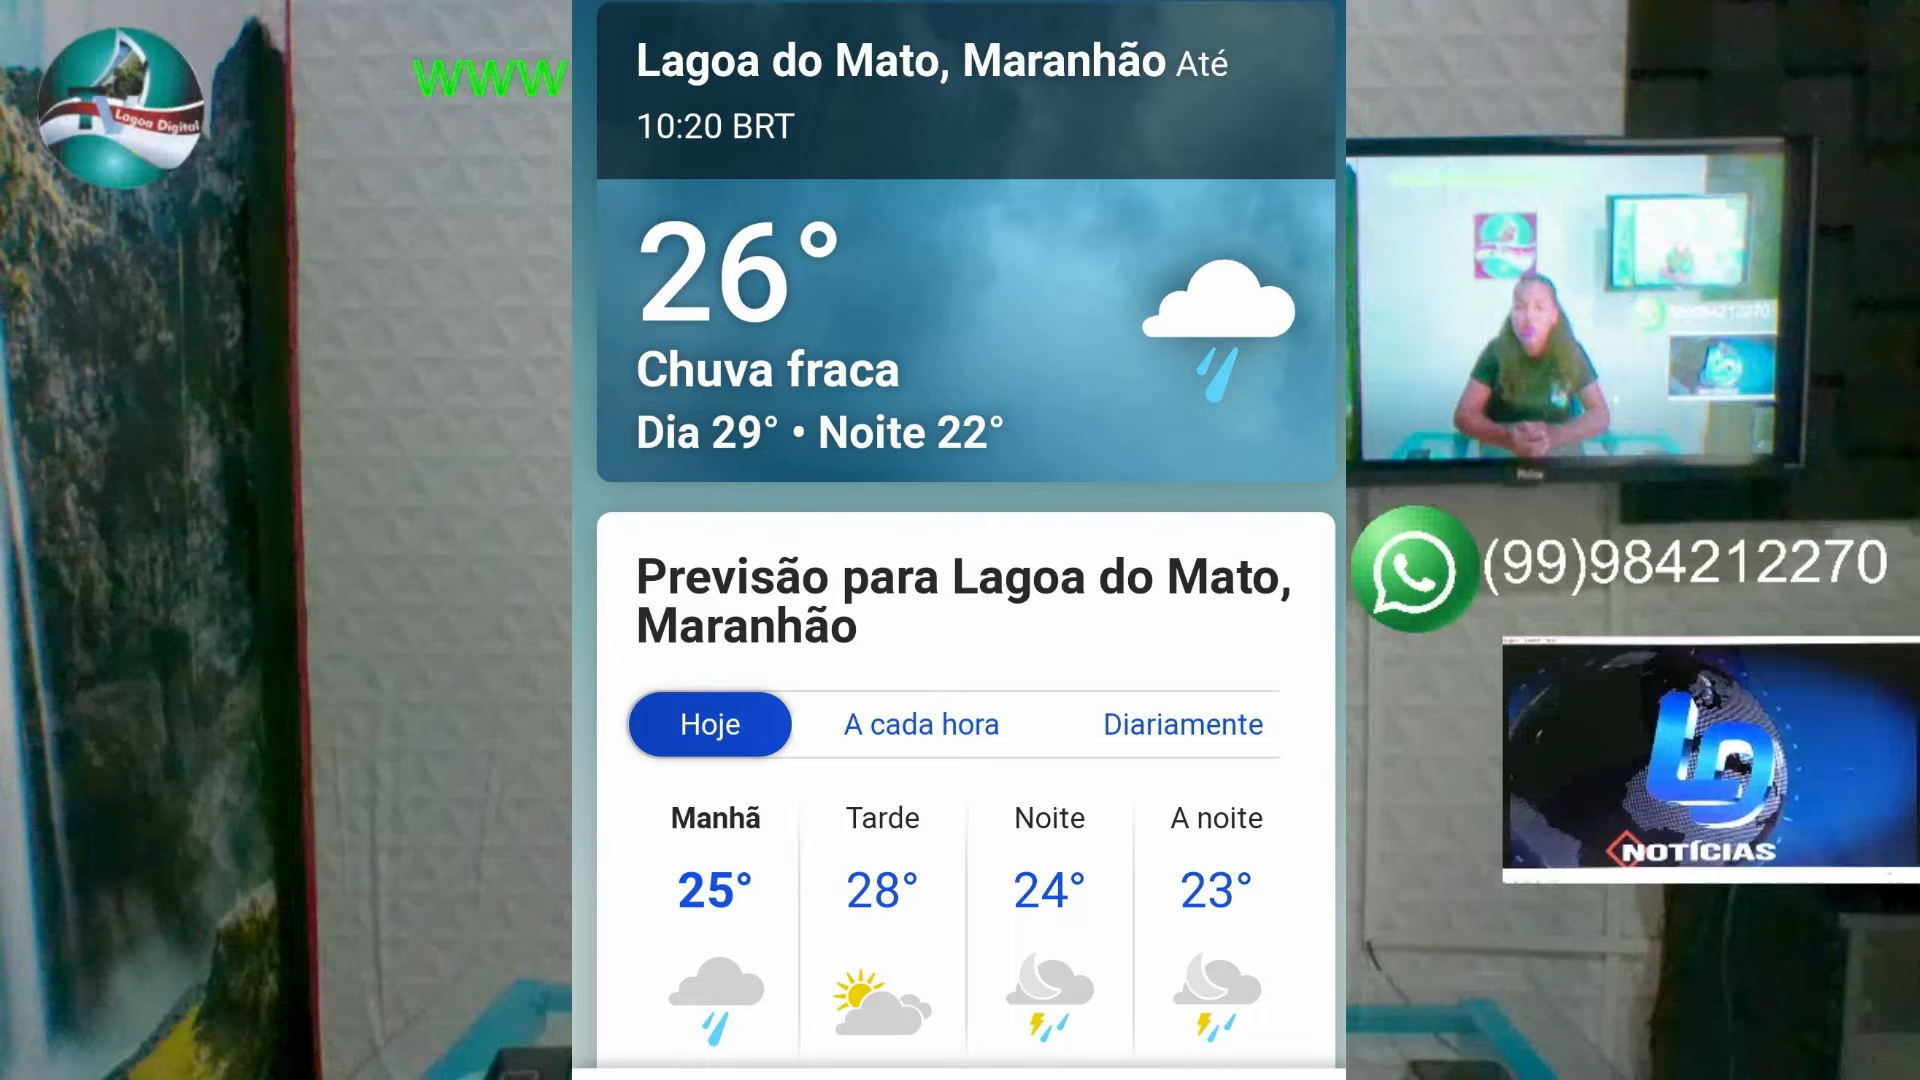 Lagoa Digital
www
Lagoa do Mato, Maranhão Até
10:20 BRT
26°
Chuva fraca
Dia 29° • Noite 22°
Previsão para Lagoa do Mato,
Maranhão
Hoje A cada hora Diariamente
Manhã Tarde Noite A noite
25° 28° 24° 23°
(99)984212270
LD
NOTÍCIAS